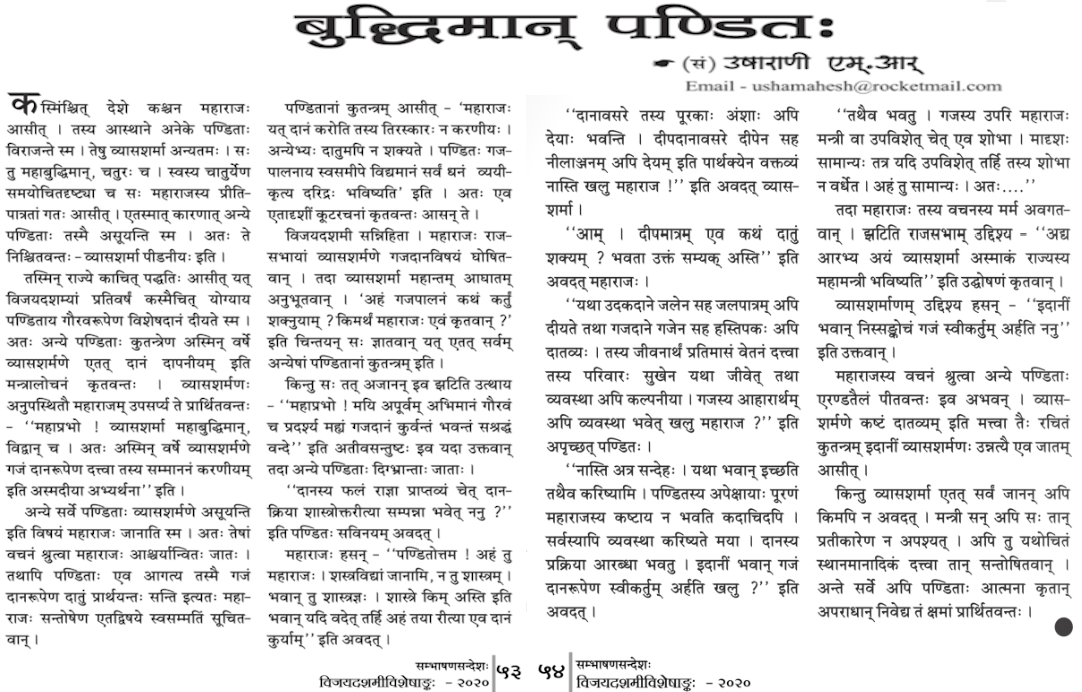 बुद्धिमान् पण्डितः
☛ (सं) उषाराणी एम्.आर्
Email - ushamahesh@rocketmail.com
कस्मिंश्चित् देशे कश्चन महाराजः
आसीत् । तस्य आस्थाने अनेके पण्डिताः
विराजन्ते स्म । तेषु व्यासशर्मा अन्यतमः । सः
तु महाबुद्धिमान्, चतुरः च । स्वस्य चातुर्येण
समयोचितदृष्ट्या च सः महाराजस्य प्रीति-
पात्रतां गतः आसीत् । एतस्मात् कारणात् अन्ये
पण्डिताः तस्मै असूयन्ति स्म । अतः ते
निश्चितवन्तः – व्यासशर्मा पीडनीयः इति ।
तस्मिन् राज्ये काचित् पद्धतिः आसीत् यत्
विजयदशम्यां प्रतिवर्षं कस्मैचित् योग्याय
पण्डिताय गौरवरूपेण विशेषदानं दीयते स्म ।
अतः अन्ये पण्डिताः कुतन्त्रेण अस्मिन् वर्षे
व्यासशर्मणे एतत् दानं दापनीयम् इति
मन्त्रालोचनं कृतवन्तः । व्यासशर्मणः
अनुपस्थितौ महाराजम् उपसर्प्य ते प्रार्थितवन्तः
– ‘‘महाप्रभो ! व्यासशर्मा महाबुद्धिमान्,
विद्वान् च । अतः अस्मिन् वर्षे व्यासशर्मणे
गजं दानरूपेण दत्त्वा तस्य सम्माननं करणीयम्
इति अस्मदीया अभ्यर्थना’’ इति ।
अन्ये सर्वे पण्डिताः व्यासशर्मणे असूयन्ति
इति विषयं महाराजः जानाति स्म । अतः तेषां
वचनं श्रुत्वा महाराजः आश्चर्यान्वितः जातः ।
तथापि पण्डिताः एव आगत्य तस्मै गजं
दानरूपेण दातुं प्रार्थयन्तः सन्ति इत्यतः महा-
राजः सन्तोषेण एतद्विषये स्वसम्मतिं सूचित-
वान् ।
पण्डितानां कुतन्त्रम् आसीत् – ‘महाराजः
यत् दानं करोति तस्य तिरस्कारः न करणीयः ।
अन्येभ्यः दातुमपि न शक्यते । पण्डितः गज-
पालनाय स्वसमीपे विद्यमानं सर्वं धनं व्ययी-
कृत्य दरिद्रः भविष्यति’ इति । अतः एव
एतादृशीं कूटरचनां कृतवन्तः आसन् ते ।
विजयदशमी सन्निहिता । महाराजः राज-
सभायां व्यासशर्मणे गजदानविषयं घोषित-
वान् । तदा व्यासशर्मा महान्तम् आघातम्
अनुभूतवान् । ‘अहं गजपालनं कथं कर्तुं
शक्नुयाम् ? किमर्थं महाराजः एवं कृतवान् ?’
इति चिन्तयन् सः ज्ञातवान् यत् एतत् सर्वम्
अन्येषां पण्डितानां कुतन्त्रम् इति ।
किन्तु सः तत् अजानन् इव झटिति उत्थाय
– ‘‘महाप्रभो ! मयि अपूर्वम् अभिमानं गौरवं
च प्रदर्श्य मह्यं गजदानं कुर्वन्तं भवन्तं सश्रद्धं
वन्दे’’ इति अतीवसन्तुष्टः इव यदा उक्तवान्
तदा अन्ये पण्डिताः दिग्भ्रान्ताः जाताः ।
‘‘दानस्य फलं राज्ञा प्राप्तव्यं चेत् दान-
क्रिया शास्त्रोक्तरीत्या सम्पन्ना भवेत् ननु ?’’
इति पण्डितः सविनयम् अवदत् ।
महाराजः हसन् – ‘‘पण्डितोत्तम ! अहं तु
महाराजः । शस्त्रविद्यां जानामि, न तु शास्त्रम् ।
भवान् तु शास्त्रज्ञः । शास्त्रे किम् अस्ति इति
भवान् यदि वदेत् तर्हि अहं तया रीत्या एव दानं
कुर्याम्’’ इति अवदत् ।
‘‘दानावसरे तस्य पूरकाः अंशाः अपि
देयाः भवन्ति । दीपदानावसरे दीपेन सह
नीलाञ्जनम् अपि देयम् इति पार्थक्येन वक्तव्यं
नास्ति खलु महाराज !’’ इति अवदत् व्यास-
शर्मा ।
‘‘आम् । दीपमात्रम् एव कथं दातुं
शक्यम् ? भवता उक्तं सम्यक् अस्ति’’ इति
अवदत् महाराजः ।
‘‘यथा उदकदाने जलेन सह जलपात्रम् अपि
दीयते तथा गजदाने गजेन सह हस्तिपकः अपि
दातव्यः । तस्य जीवनार्थं प्रतिमासं वेतनं दत्त्वा
तस्य परिवारः सुखेन यथा जीवेत् तथा
व्यवस्था अपि कल्पनीया । गजस्य आहारार्थम्
अपि व्यवस्था भवेत् खलु महाराज ?’’ इति
अपृच्छत् पण्डितः ।
‘‘नास्ति अत्र सन्देहः । यथा भवान् इच्छति
तथैव करिष्यामि । पण्डितस्य अपेक्षायाः पूरणं
महाराजस्य कष्टाय न भवति कदाचिदपि ।
सर्वस्यापि व्यवस्था करिष्यते मया । दानस्य
प्रक्रिया आरब्धा भवतु । इदानीं भवान् गजं
दानरूपेण स्वीकर्तुम् अर्हति खलु ?’’ इति
अवदत् ।
‘‘तथैव भवतु । गजस्य उपरि महाराजः
मन्त्री वा उपविशेत् चेत् एव शोभा । मादृशः
सामान्यः तत्र यदि उपविशेत् तर्हि तस्य शोभा
न वर्धेत । अहं तु सामान्यः । अतः....’’
तदा महाराजः तस्य वचनस्य मर्म अवगत-
वान् । झटिति राजसभाम् उद्दिश्य – ‘‘अद्य
आरभ्य अयं व्यासशर्मा अस्माकं राज्यस्य
महामन्त्री भविष्यति’’ इति उद्घोषणं कृतवान् ।
व्यासशर्माणम् उद्दिश्य हसन् – ‘‘इदानीं
भवान् निस्सङ्कोचं गजं स्वीकर्तुम् अर्हति ननु’’
इति उक्तवान् ।
महाराजस्य वचनं श्रुत्वा अन्ये पण्डिताः
एरण्डतैलं पीतवन्तः इव अभवन् । व्यास-
शर्मणे कष्टं दातव्यम् इति मत्त्वा तैः रचितं
कुतन्त्रम् इदानीं व्यासशर्मणः उन्नत्यै एव जातम्
आसीत् ।
किन्तु व्यासशर्मा एतत् सर्वं जानन् अपि
किमपि न अवदत् । मन्त्री सन् अपि सः तान्
प्रतीकारेण न अपश्यत् । अपि तु यथोचितं
स्थानमानादिकं दत्त्वा तान् सन्तोषितवान् ।
अन्ते सर्वे अपि पण्डिताः आत्मना कृतान्
अपराधान् निवेद्य तं क्षमां प्रार्थितवन्तः ।
सम्भाषणसन्देशः
विजयदशमीविशेषाङ्कः - २०२०
५३
५४
सम्भाषणसन्देशः
विजयदशमीविशेषाङ्कः - २०२०